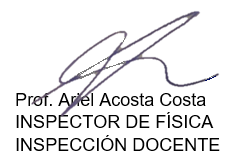 Prof. Ariel Acosta Costa
INSPECTOR DE FÍSICA
INSPECCIÓN DOCENTE